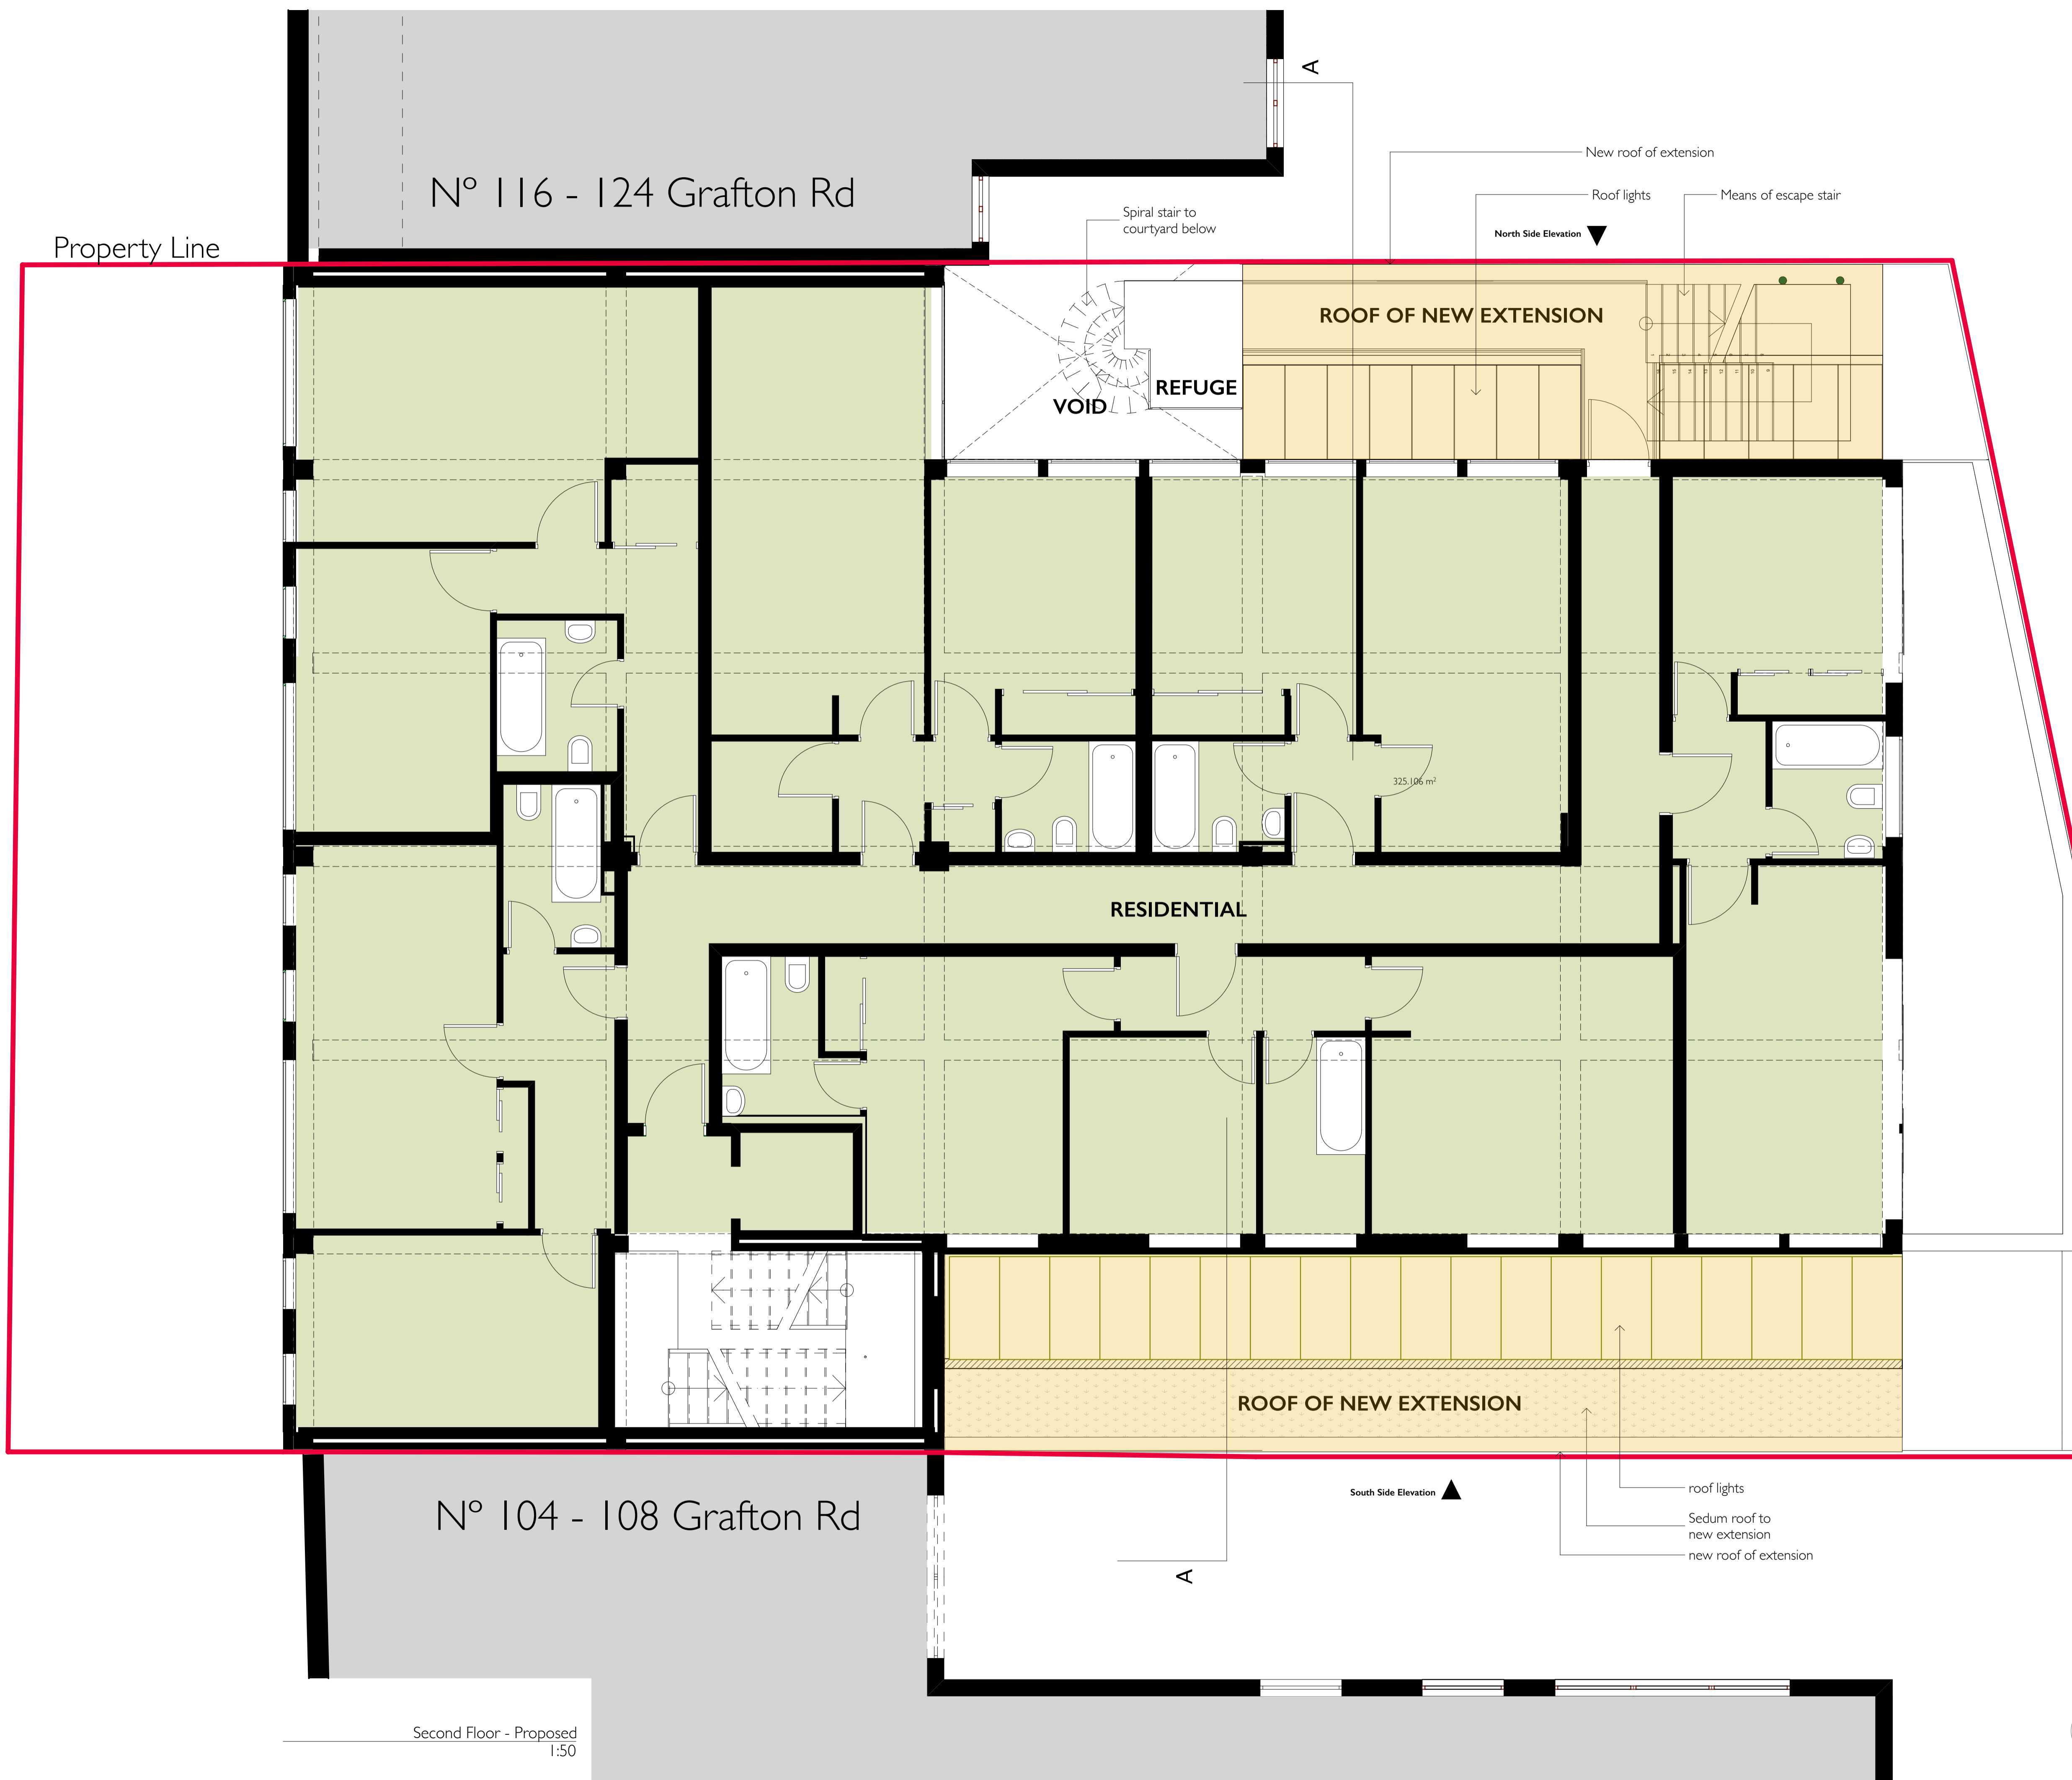 A
New roof of extension
Nº 116 - 124 Grafton Rd
Roof lights
Means of escape stair
Spiral stair to
courtyard below
North Side Elevation
Property Line
ROOF OF NEW EXTENSION
REFUGE
VOID
325.106 m²
RESIDENTIAL
ROOF OF NEW EXTENSION
roof lights
South Side Elevation
Nº 104 - 108 Grafton Rd
Sedum roof to
new extension
new roof of extension
A
Second Floor - Proposed
1:50